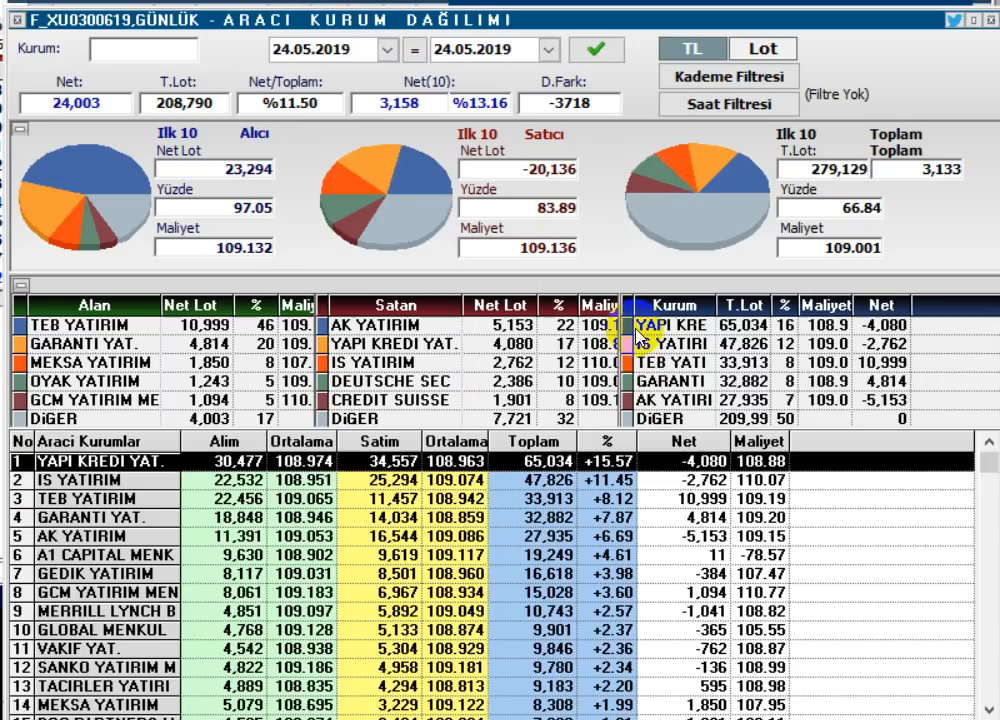 F_XU0300619,GÜNLÜK - ARACI KURUM DAĞILIMI
Kurum: 24.05.2019 = 24.05.2019 TL Lot
Net: T.Lot: Net/Toplam: Net(10): D.Fark: Kademe Filtresi
24,003 208,790 %11.50 3,158 %13.16 -3718 Saat Filtresi (Filtre Yok)
Ilk 10 Alıcı Ilk 10 Satıcı Ilk 10 Toplam
Net Lot Net Lot T.Lot: Toplam
23,294 -20,136 279,129 3,133
Yüzde Yüzde Yüzde
97.05 83.89 66.84
Maliyet Maliyet Maliyet
109.132 109.136 109.001
Alan Net Lot % Satan Net Lot % Kurum T.Lot % Maliyet Net
TEB YATIRIM 10,999 46 109. AK YATIRIM 5,153 22 109.1 YAPI KRE 65,034 16 108.9 -4,080
GARANTI YAT. 4,814 20 109. YAPI KREDI YAT. 4,080 17 108.8 YATIRI 47,826 12 109.0 -2,762
MEKSA YATIRIM 1,850 8 107. IS YATIRIM 2,762 12 110.0 TEB YATI 33,913 8 109.0 10,999
OYAK YATIRIM 1,243 5 109. DEUTSCHE SEC 2,386 10 109.0 GARANTI 32,882 8 108.9 4,814
GCM YATIRIM ME 1,094 5 110. CREDIT SUISSE 1,901 8 109.1 AK YATIRI 27,935 7 109.0 -5,153
DiGER 4,003 17 DiGER 7,721 32 DiGER 209,99 50 0
No Araci Kurumlar Alim Ortalama Satim Ortalama Toplam % Net Maliyet
1 YAPI KREDI YAT. 30,477 108.974 34,557 108.963 65,034 +15.57 -4,080 108.88
2 IS YATIRIM 22,532 108.951 25,294 109.074 47,826 +11.45 -2,762 110.07
3 TEB YATIRIM 22,456 109.065 11,457 108.942 33,913 +8.12 10,999 109.19
4 GARANTI YAT. 18,848 108.946 14,034 108.859 32,882 +7.87 4,814 109.20
5 AK YATIRIM 11,391 109.053 16,544 109.086 27,935 +6.69 -5,153 109.15
6 A1 CAPITAL MENK 9,630 108.902 9,619 109.117 19,249 +4.61 11 -78.57
7 GEDIK YATIRIM 8,117 109.031 8,501 108.960 16,618 +3.98 -384 107.47
8 GCM YATIRIM MEN 8,061 109.183 6,967 108.934 15,028 +3.60 1,094 110.77
9 MERRILL LYNCH B 4,851 109.097 5,892 109.049 10,743 +2.57 -1,041 108.82
10 GLOBAL MENKUL 4,768 109.128 5,133 108.874 9,901 +2.37 -365 105.55
11 VAKIF YAT. 4,542 108.938 5,304 108.929 9,846 +2.36 -762 108.87
12 SANKO YATIRIM M 4,822 109.186 4,958 109.181 9,780 +2.34 -136 108.99
13 TACIRLER YATIRI 4,889 108.835 4,294 108.813 9,183 +2.20 595 108.98
14 MEKSA YATIRIM 5,079 108.695 3,229 109.122 8,308 +1.99 1,850 107.95